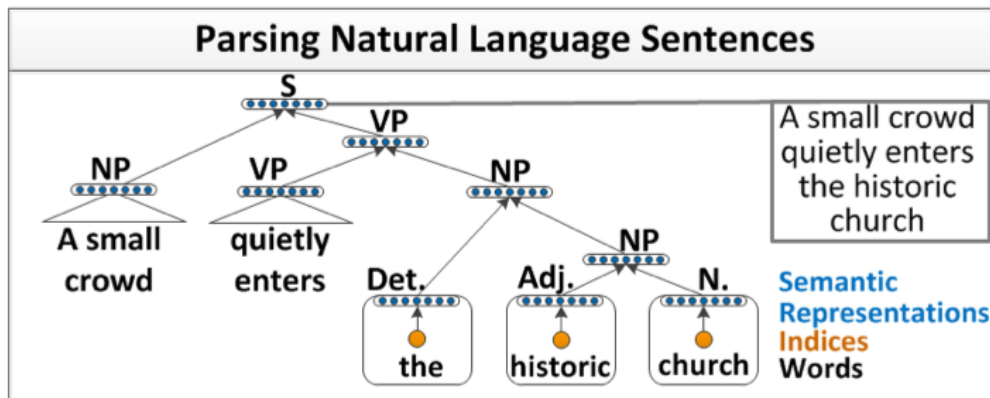 Parsing Natural Language Sentences
S
VP
NP
VP
NP
A small
crowd
quietly
enters
NP
Det.
Adj.
N.
the
historic
church
A small crowd
quietly enters
the historic
church
Semantic
Representations
Indices
Words